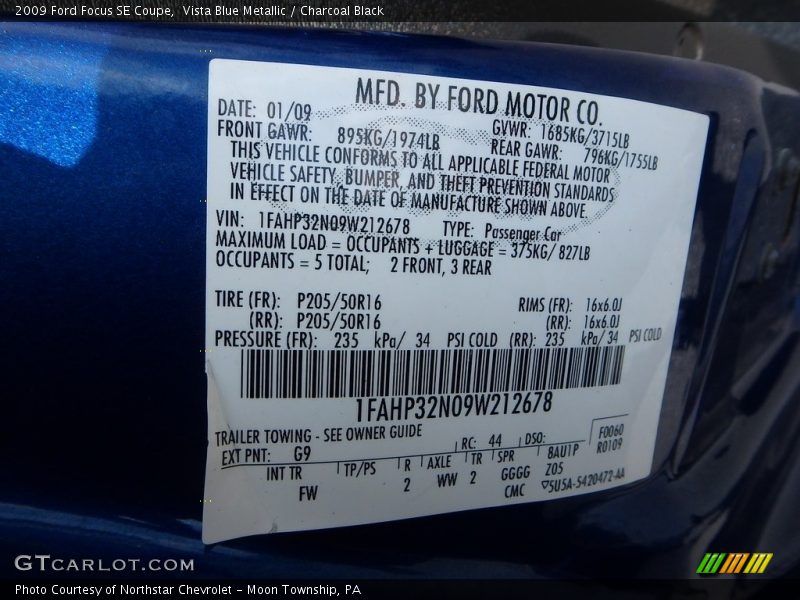 2009 Ford Focus SE Coupe,  Vista Blue Metallic / Charcoal Black
MFD. BY FORD MOTOR CO.
DATE: 01/09 GVWR: 1685KG/3715LB
FRONT GAWR: 895KG/1974LB REAR GAWR: 796KG/1755LB
THIS VEHICLE CONFORMS TO ALL APPLICABLE FEDERAL MOTOR
VEHICLE SAFETY, BUMPER, AND THEFT PREVENTION STANDARDS
IN EFFECT ON THE DATE OF MANUFACTURE SHOWN ABOVE.
VIN: 1FAHP32N09W212678 TYPE: Passenger Car
MAXIMUM LOAD = OCCUPANTS + LUGGAGE = 375KG/ 827LB
OCCUPANTS = 5 TOTAL; 2 FRONT, 3 REAR
TIRE (FR): P205/50R16 RIMS (FR): 16x6.0J
(RR): P205/50R16 (RR): 16x6.0J
PRESSURE (FR): 235 kPa/ 34 PSI COLD (RR): 235 kPa/ 34 PSI COLD
1FAHP32N09W212678
TRAILER TOWING - SEE OWNER GUIDE
EXT PNT: G9 RC: 44 DSO: F0060
INT TR TP/PS R AXLE TR SPR 8AU1P R0109
FW 2 WW 2 GGGG Z05
CMC ▽5U5A-5420472-AA
GTCARLOT.COM
Photo Courtesy of Northstar Chevrolet - Moon Township, PA